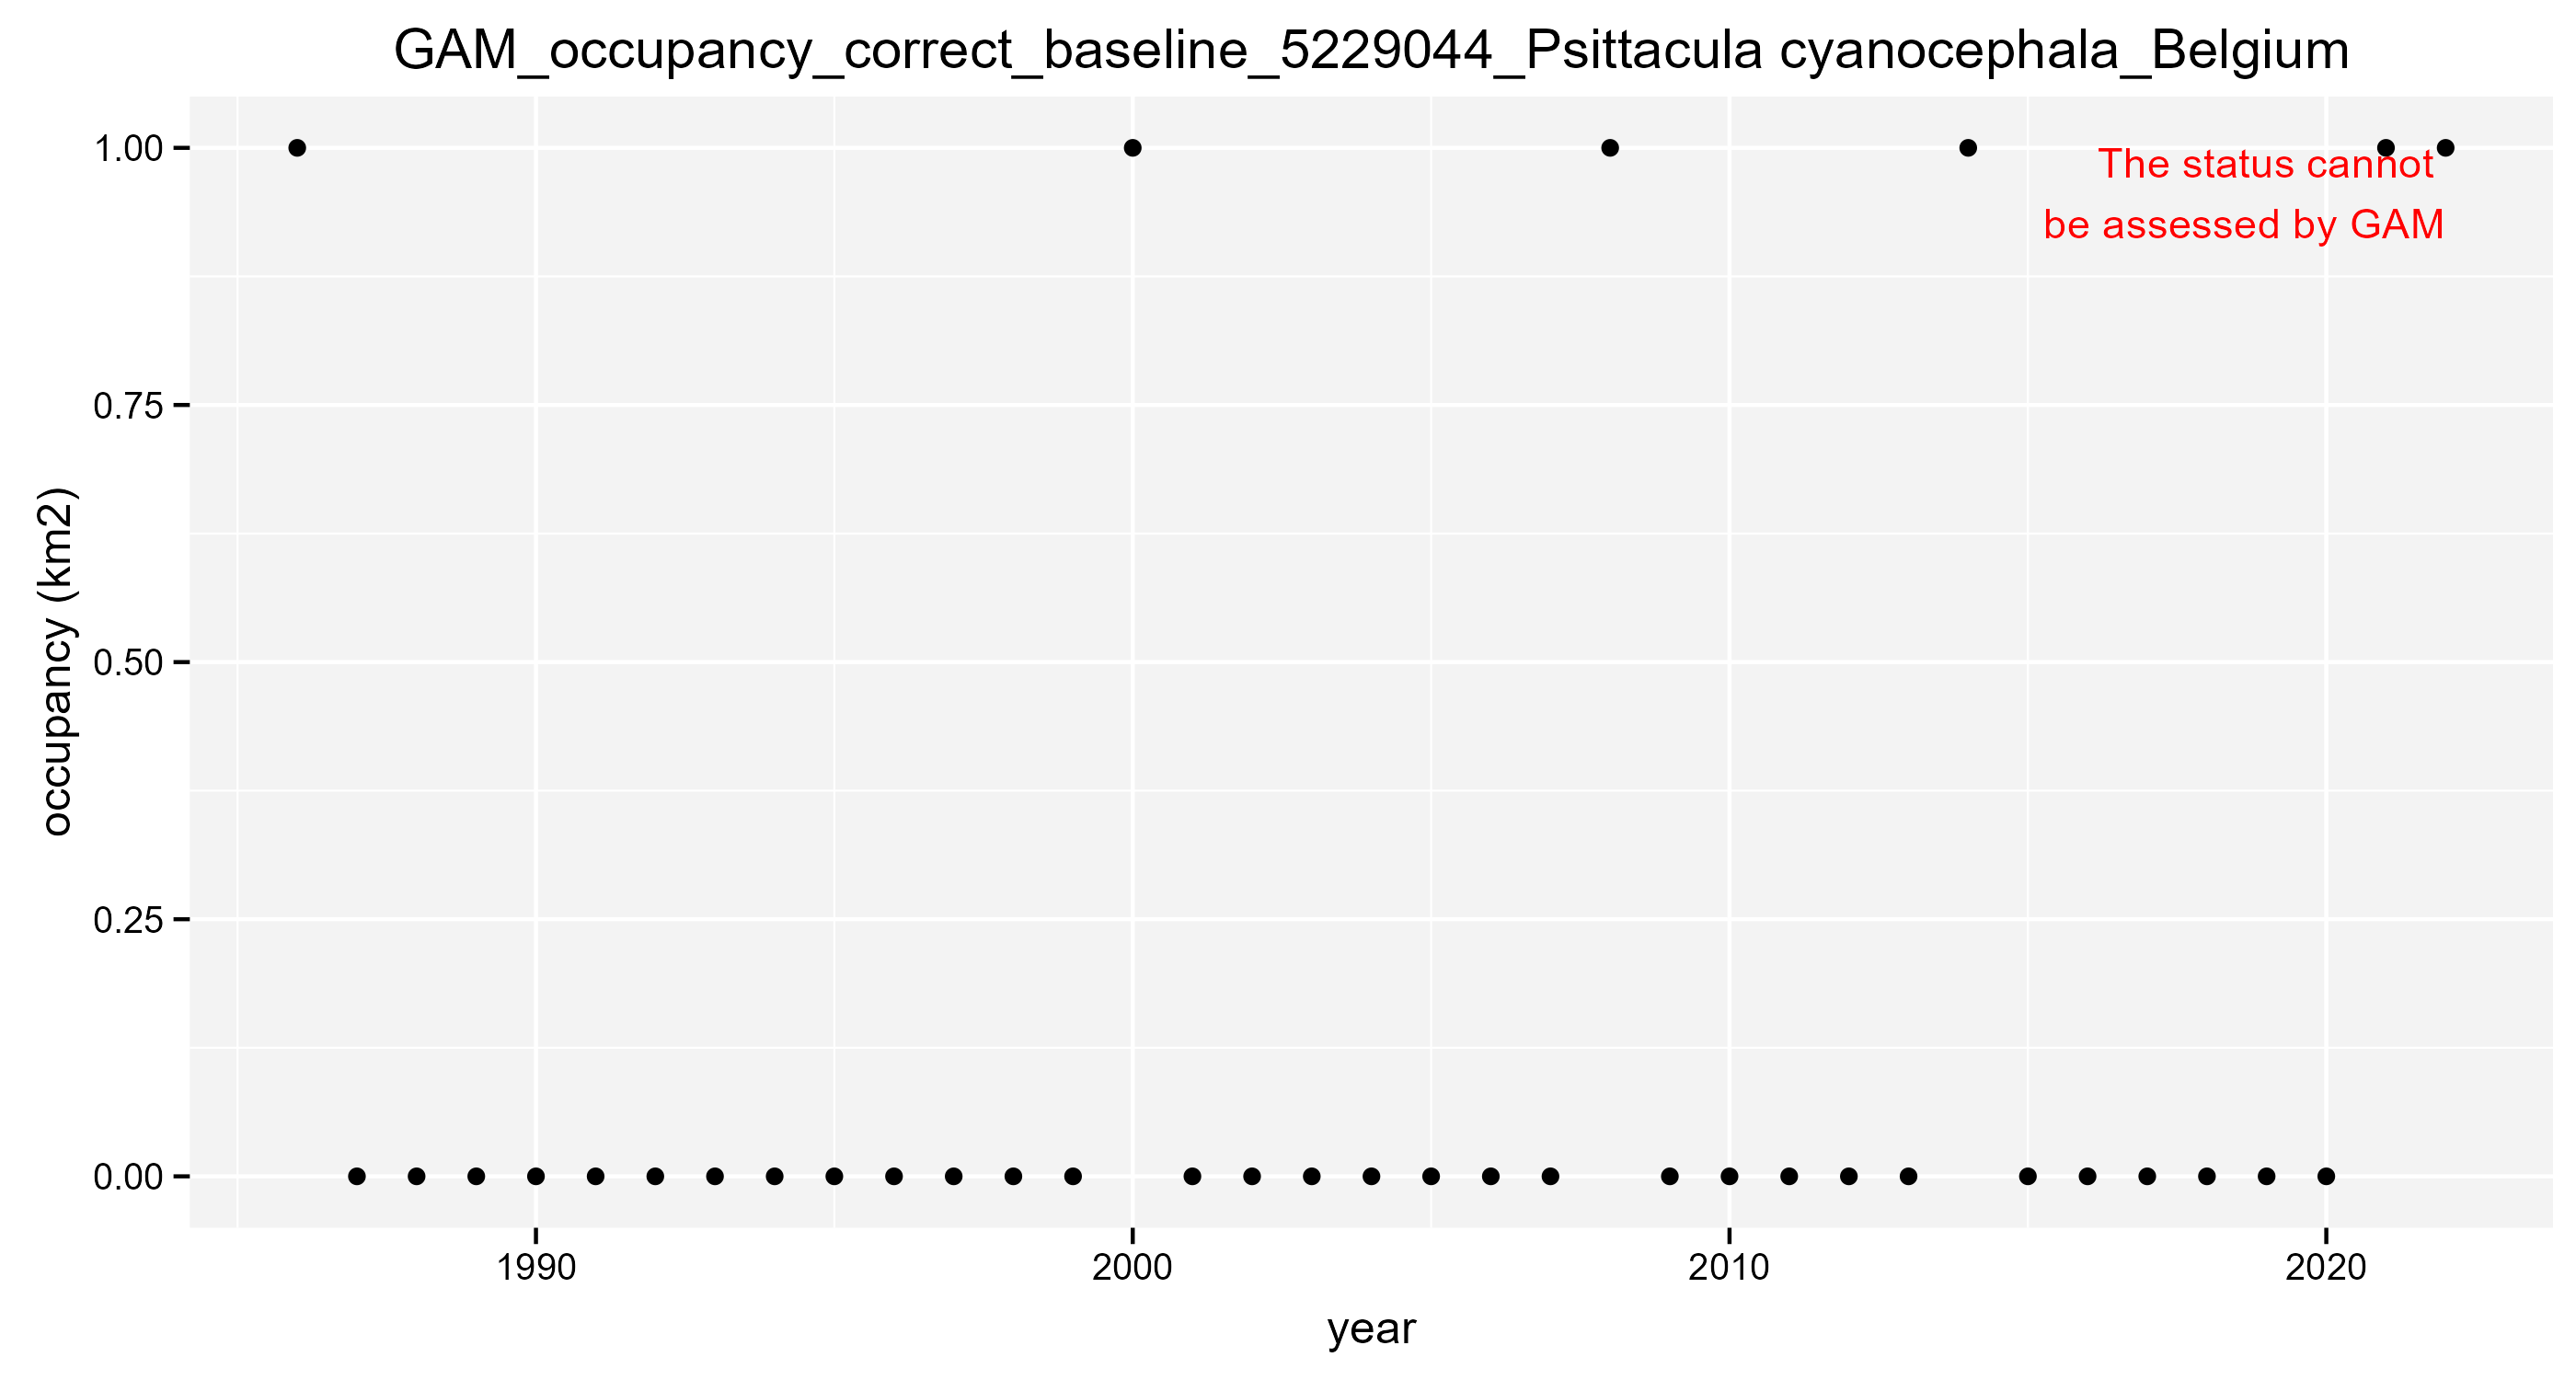 GAM_occupancy_correct_baseline_5229044_Psittacula cyanocephala_Belgium
1.00
The status cannot
be assessed by GAM
0.75
occupancy (km2)
0.50
0.25
0.00
1990
2000
2010
2020
year